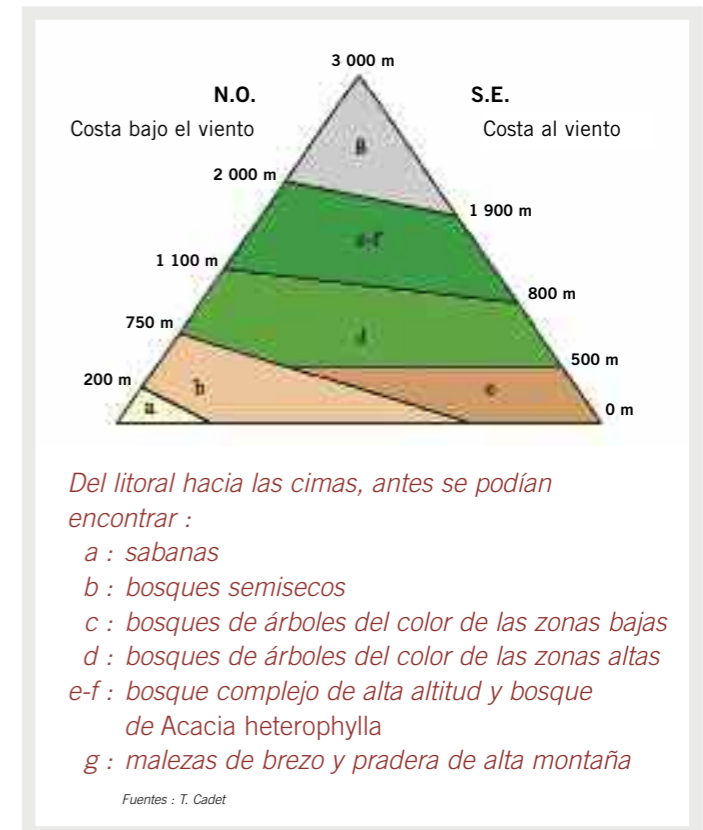 3 000 m
N.O.
S.E.
Costa bajo el viento
Costa al viento
g
2 000 m
1 900 m
e-f
1 100 m
800 m
750 m
d
500 m
200 m
b
c
a
0 m
Del litoral hacia las cimas, antes se podían
encontrar :
a : sabanas
b : bosques semisecos
c : bosques de árboles del color de las zonas bajas
d : bosques de árboles del color de las zonas altas
e-f : bosque complejo de alta altitud y bosque
de Acacia heterophylla
g : malezas de brezo y pradera de alta montaña
Fuentes : T. Cadet